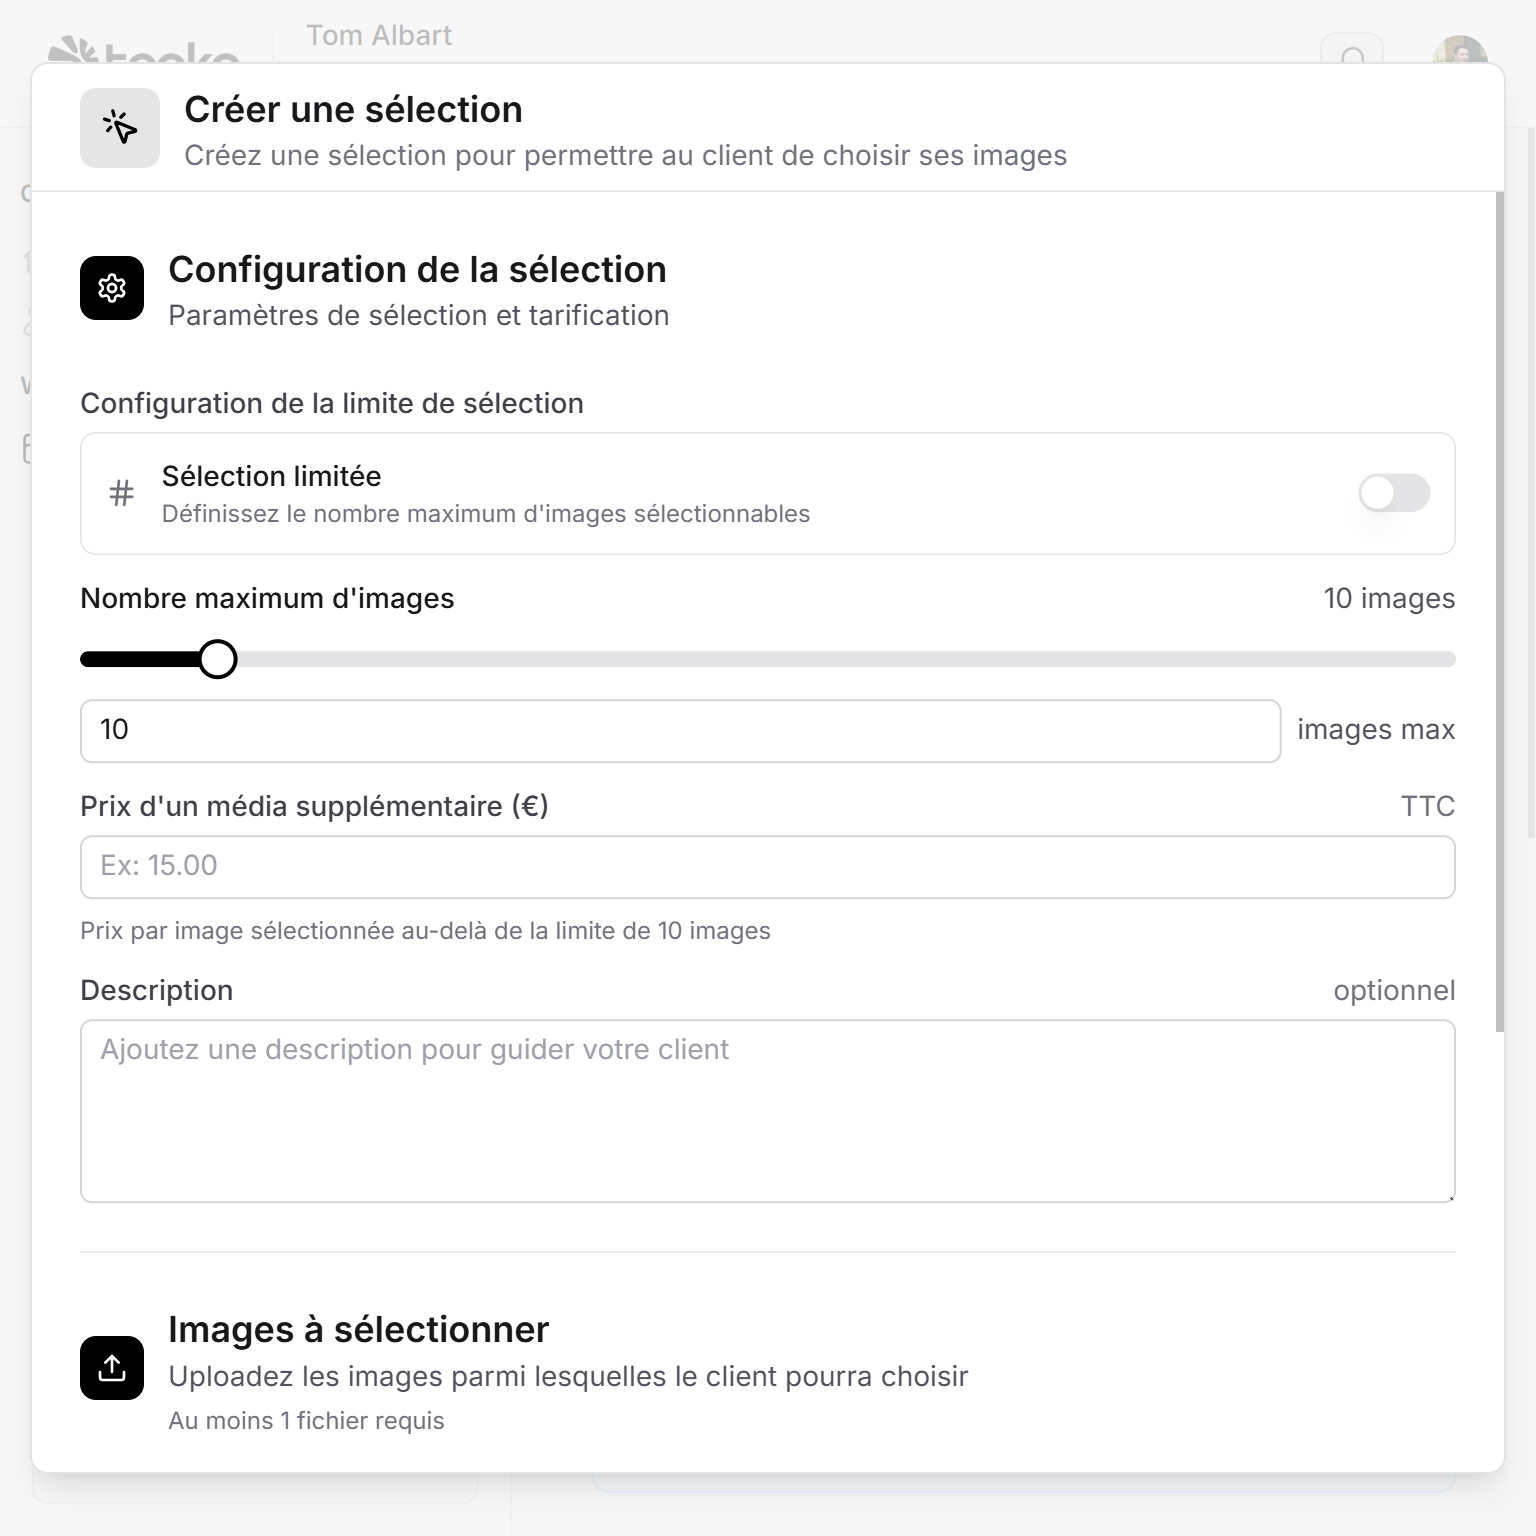 Tom Albart
Créer une sélection
Créez une sélection pour permettre au client de choisir ses images
Configuration de la sélection
Paramètres de sélection et tarification
Configuration de la limite de sélection
Sélection limitée
Définissez le nombre maximum d'images sélectionnables
Nombre maximum d'images
10 images
10
images max
Prix d'un média supplémentaire (€)
TTC
Ex: 15.00
Prix par image sélectionnée au-delà de la limite de 10 images
Description
optionnel
Ajoutez une description pour guider votre client
Images à sélectionner
Uploadez les images parmi lesquelles le client pourra choisir
Au moins 1 fichier requis